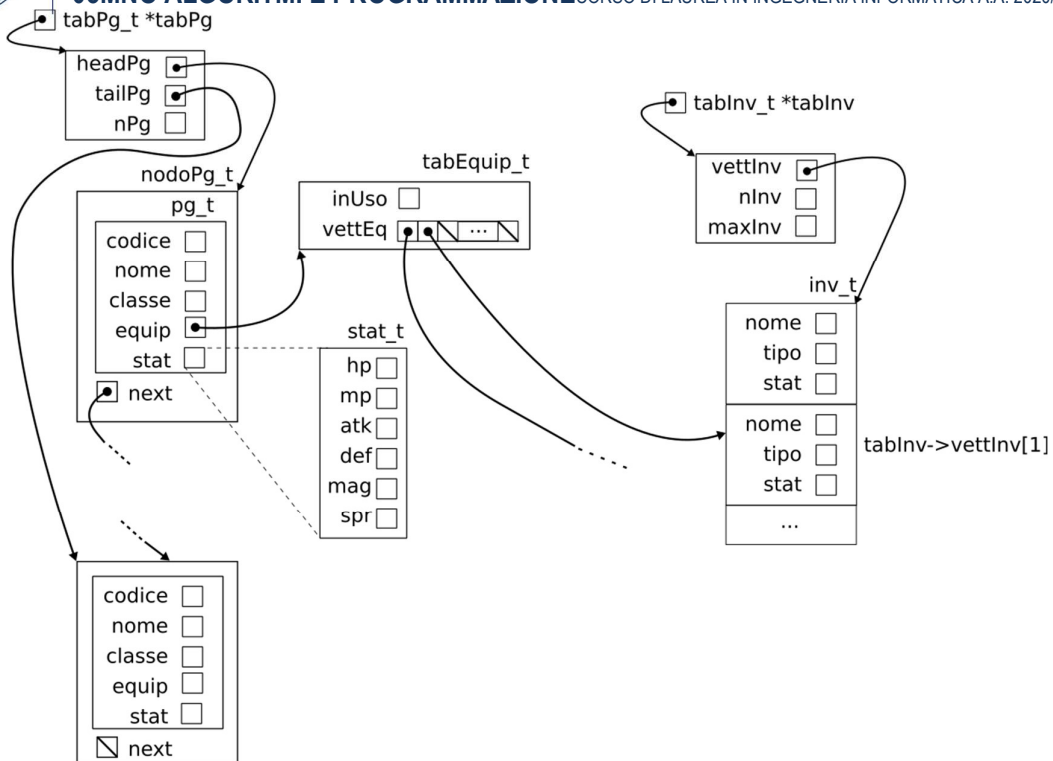 tabPg_t *tabPg
headPg
tailPg
nPg
nodoPg_t
pg_t
codice
nome
classe
equip
stat
next
tabEquip_t
inUso
vettEq
...
stat_t
hp
mp
atk
def
mag
spr
tabInv_t *tabInv
vettInv
nInv
maxInv
inv_t
nome
tipo
stat
nome
tipo
stat
tabInv->vettInv[1]
...
codice
nome
classe
equip
stat
next